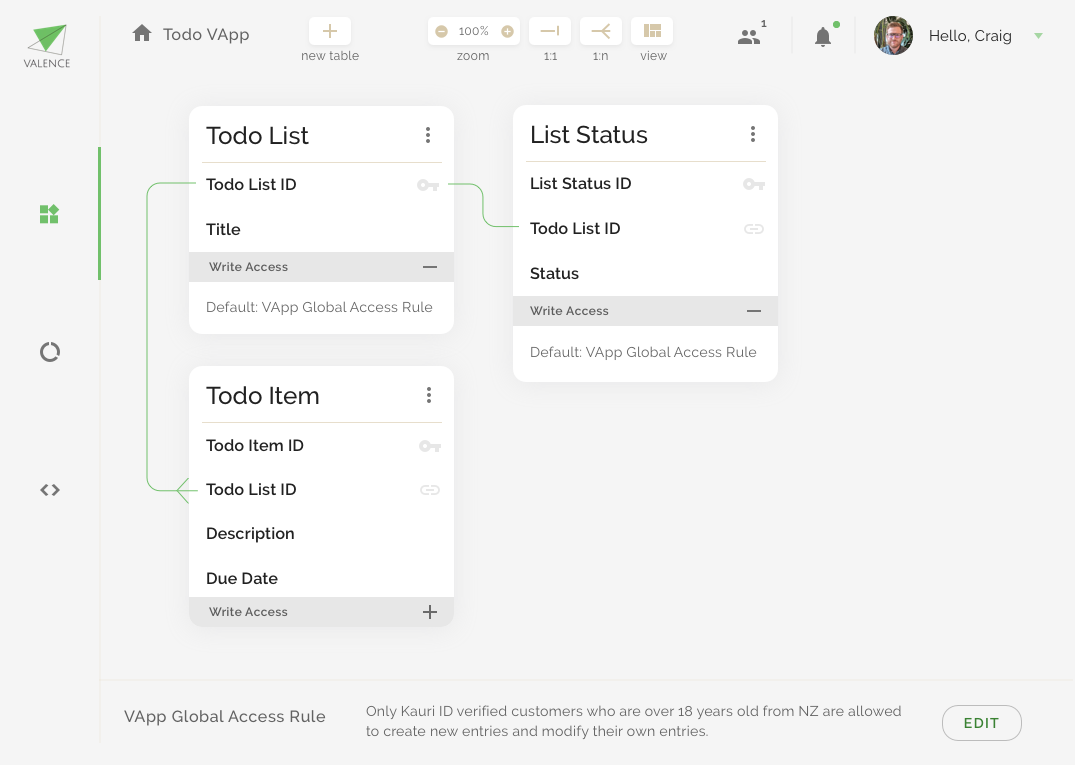 VALENCE
Todo VApp
new table
100%
zoom
1:1
1:n
view
1
Hello, Craig
Todo List
Todo List ID
Title
Write Access
Default: VApp Global Access Rule
List Status
List Status ID
Todo List ID
Status
Write Access
Default: VApp Global Access Rule
Todo Item
Todo Item ID
Todo List ID
Description
Due Date
Write Access
VApp Global Access Rule
Only Kauri ID verified customers who are over 18 years old from NZ are allowed
to create new entries and modify their own entries.
EDIT